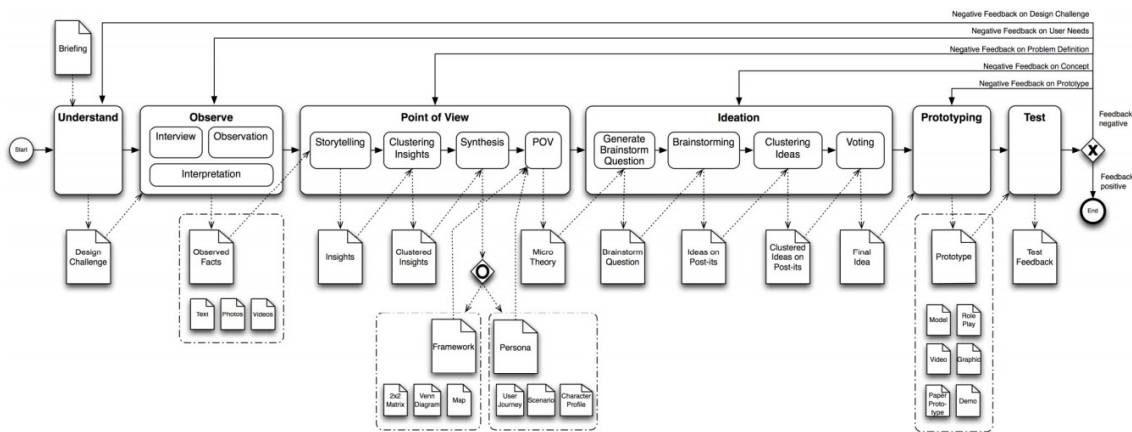 Negative Feedback on Design Challenge
Negative Feedback on User Needs
Negative Feedback on Problem Definition
Negative Feedback on Concept
Negative Feedback on Prototype
Briefing
Understand
Observe
Point of View
Ideation
Prototyping
Test
Feedback
negative
Start
Interview
Observation
Interpretation
Storytelling
Clustering
Insights
Synthesis
POV
Generate
Brainstorm
Question
Brainstorming
Clustering
Ideas
Voting
X
Feedback
positive
End
Design
Challenge
Observed
Facts
Insights
Clustered
Insights
Micro
Theory
Brainstorm
Question
Ideas on
Post-its
Clustered
Ideas on
Post-its
Final
Idea
Prototype
Test
Feedback
Text
Photos
Videos
Framework
Persona
2x2
Matrix
Venn
Diagram
Map
User
Journey
Scenario
Character
Profile
Model
Role
Play
Video
Graphic
Paper
Proto-
type
Demo